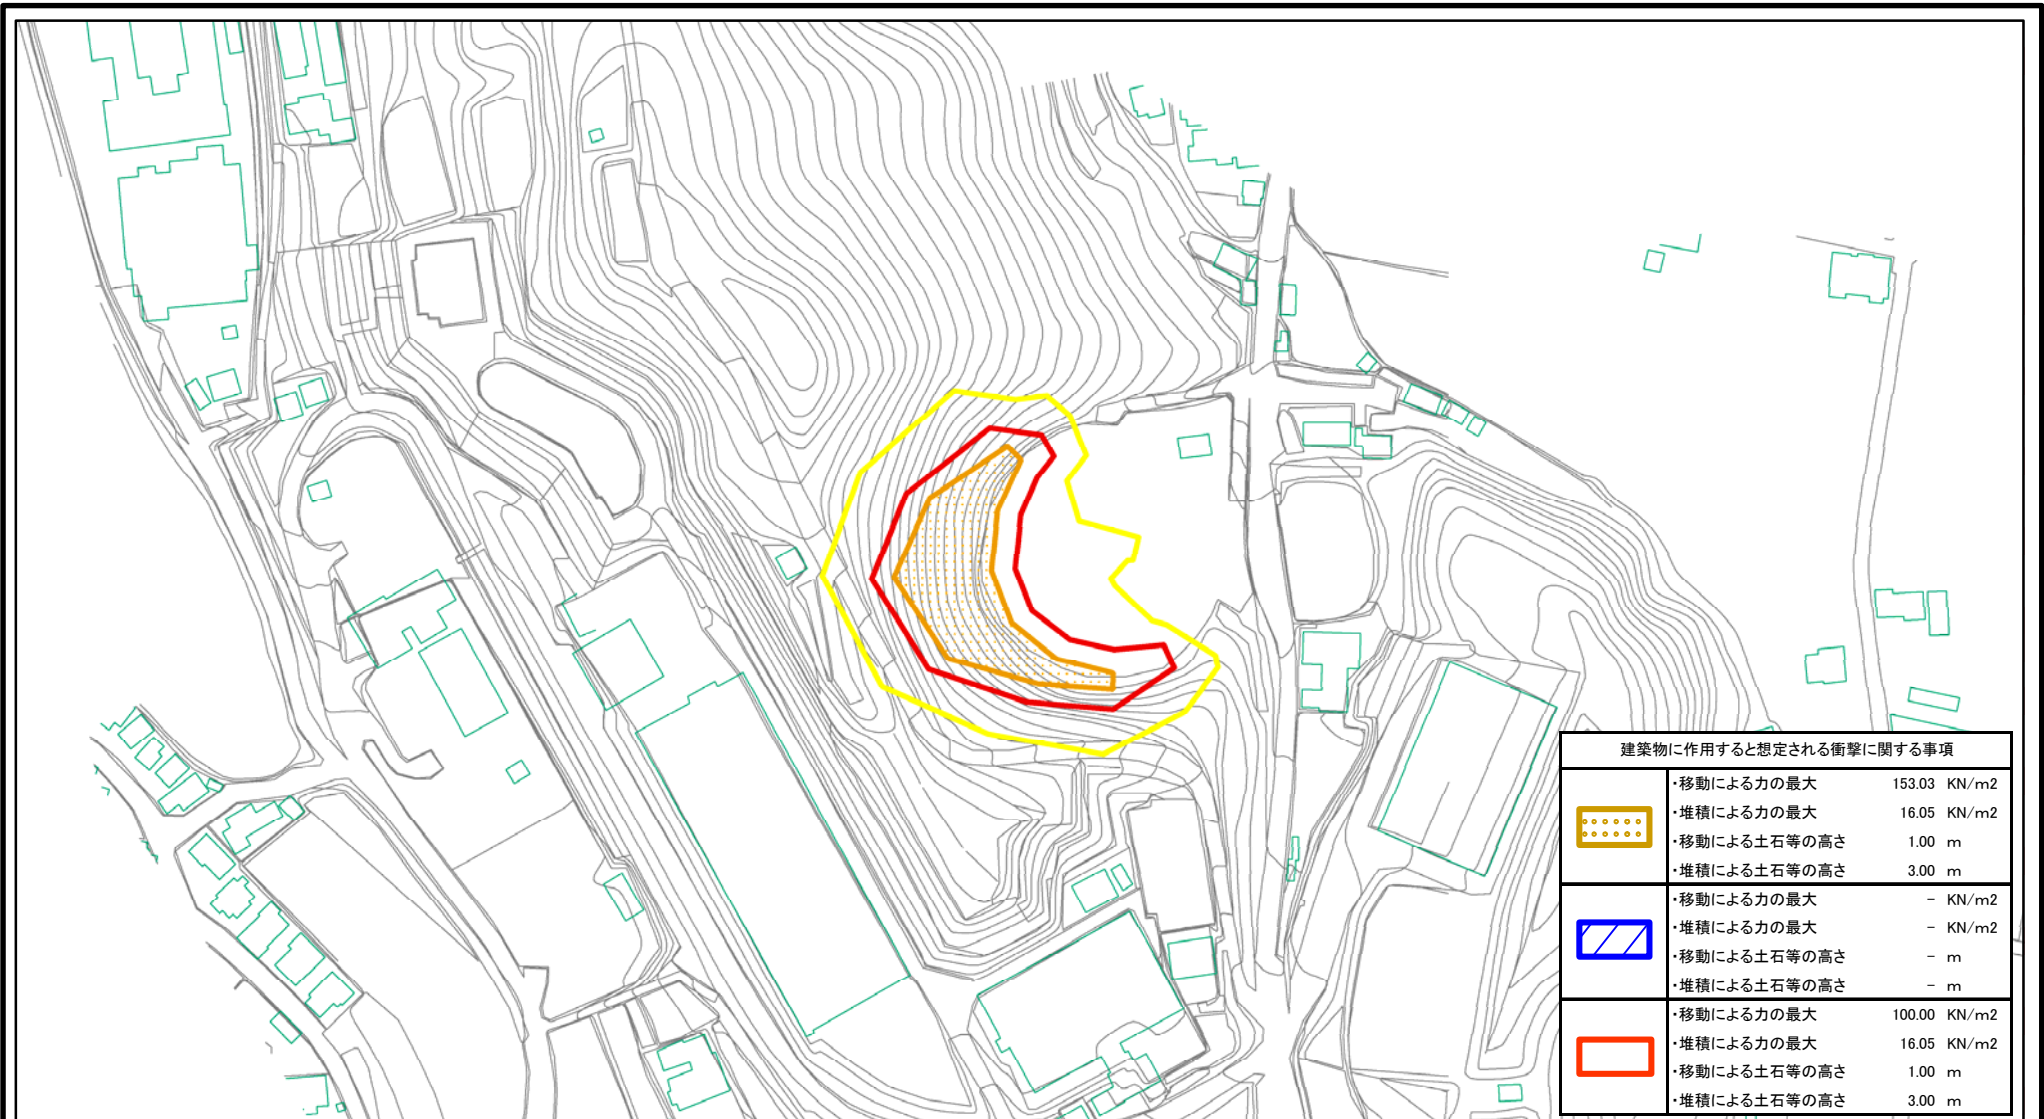 建築物に作用すると想定される衝撃に関する事項
・移動による力の最大 153.03 KN/m2
・堆積による力の最大 16.05 KN/m2
・移動による土石等の高さ 1.00 m
・堆積による土石等の高さ 3.00 m
・移動による力の最大 － KN/m2
・堆積による力の最大 － KN/m2
・移動による土石等の高さ － m
・堆積による土石等の高さ － m
・移動による力の最大 100.00 KN/m2
・堆積による力の最大 16.05 KN/m2
・移動による土石等の高さ 1.00 m
・堆積による土石等の高さ 3.00 m